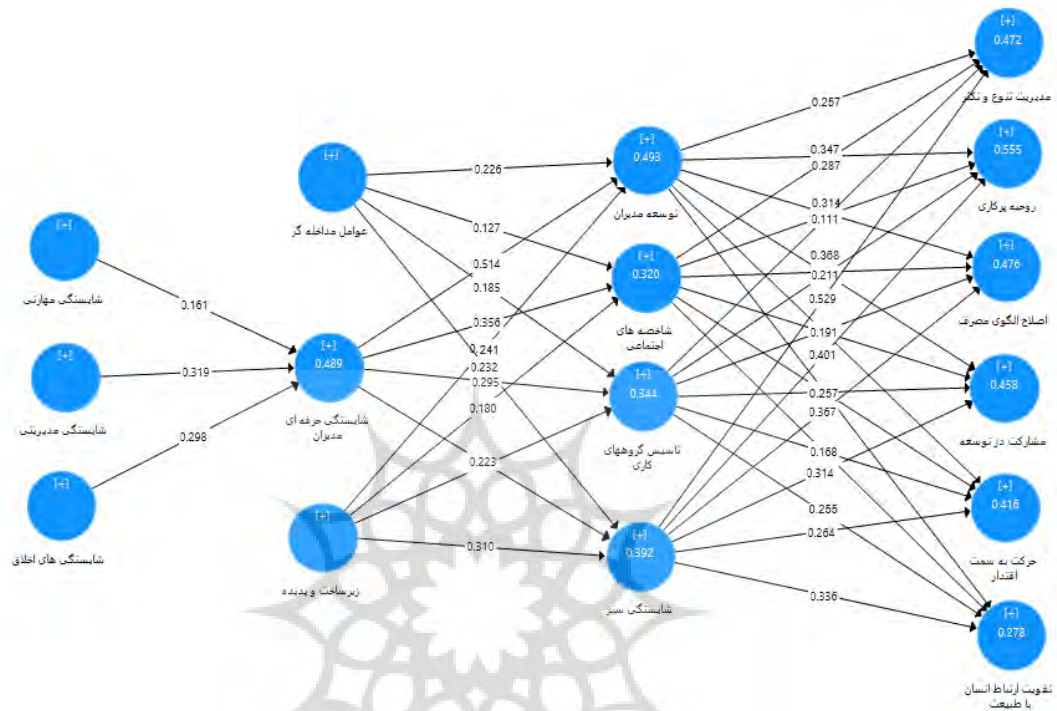 [+]
0.472
مدیریت تنوع و تکثر
[+]
0.555
روحیه پرکاری
[+]
0.476
اصلاح الگوی مصرف
[+]
0.458
مشارکت در توسعه
[+]
0.416
حرکت به سمت
اقتدار
[+]
0.278
تقویت ارتباط انسان
با طبیعت
[+]
0.493
توسعه مدیران
[+]
0.320
شاخصه های
اجتماعی
[+]
0.344
تاسیس گروههای
کاری
[+]
0.392
شایستگی سبز
[+]
عوامل مداخله گر
[+]
0.489
شایستگی حرفه ای
مدیران
[+]
زیرساخت و پدیده
[+]
شایستگی مهارتی
[+]
شایستگی مدیریتی
[+]
شایستگی های اخلاق
0.257
0.347
0.287
0.314
0.111
0.368
0.211
0.529
0.191
0.401
0.257
0.367
0.168
0.314
0.255
0.264
0.336
0.226
0.127
0.514
0.185
0.356
0.241
0.232
0.295
0.180
0.223
0.310
0.161
0.319
0.298